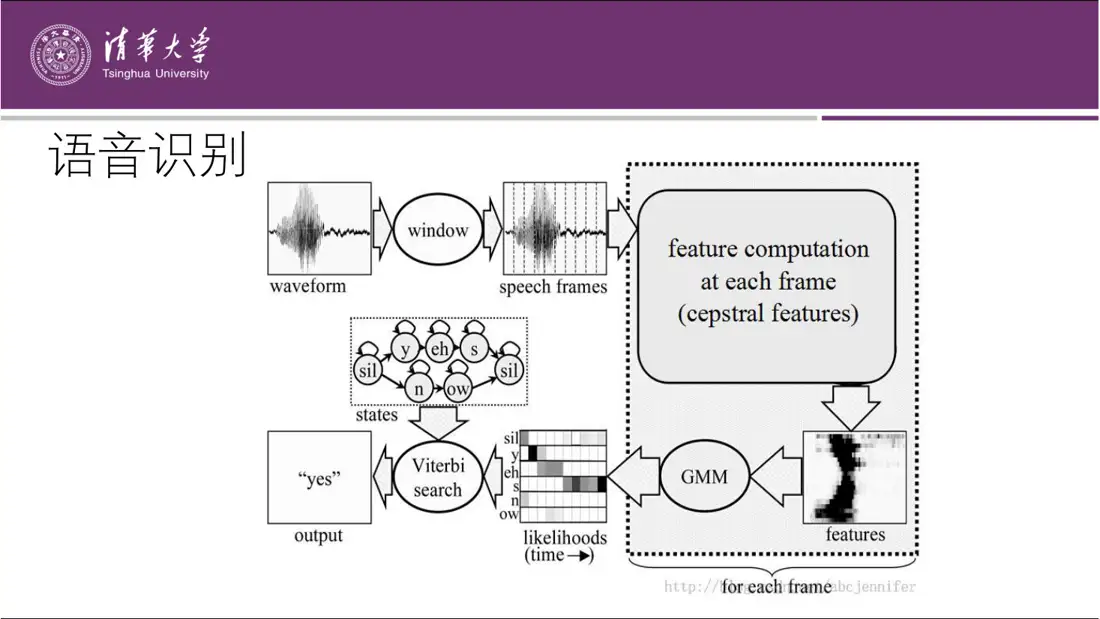 清华大学
Tsinghua University
语音识别
waveform
window
speech frames
feature computation
at each frame
(cepstral features)
y
eh
s
sil
sil
n
ow
states
sil
y
eh
s
n
ow
likelihoods
(time →)
Viterbi
search
“yes”
output
GMM
features
for each frame